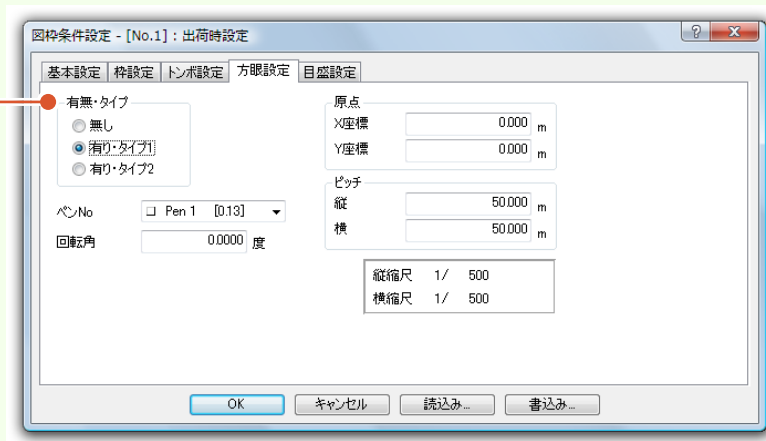 図枠条件設定 - [No.1] : 出荷時設定
基本設定 枠設定 トンボ設定 方眼設定 目盛設定
有無・タイプ
無し
有り・タイプ1
有り・タイプ2
ペンNo
Pen 1 [0.13]
回転角
0.0000 度
原点
X座標 0.000 m
Y座標 0.000 m
ピッチ
縦 50.000 m
横 50.000 m
縦縮尺 1/ 500
横縮尺 1/ 500
OK キャンセル 読込み... 書込み...